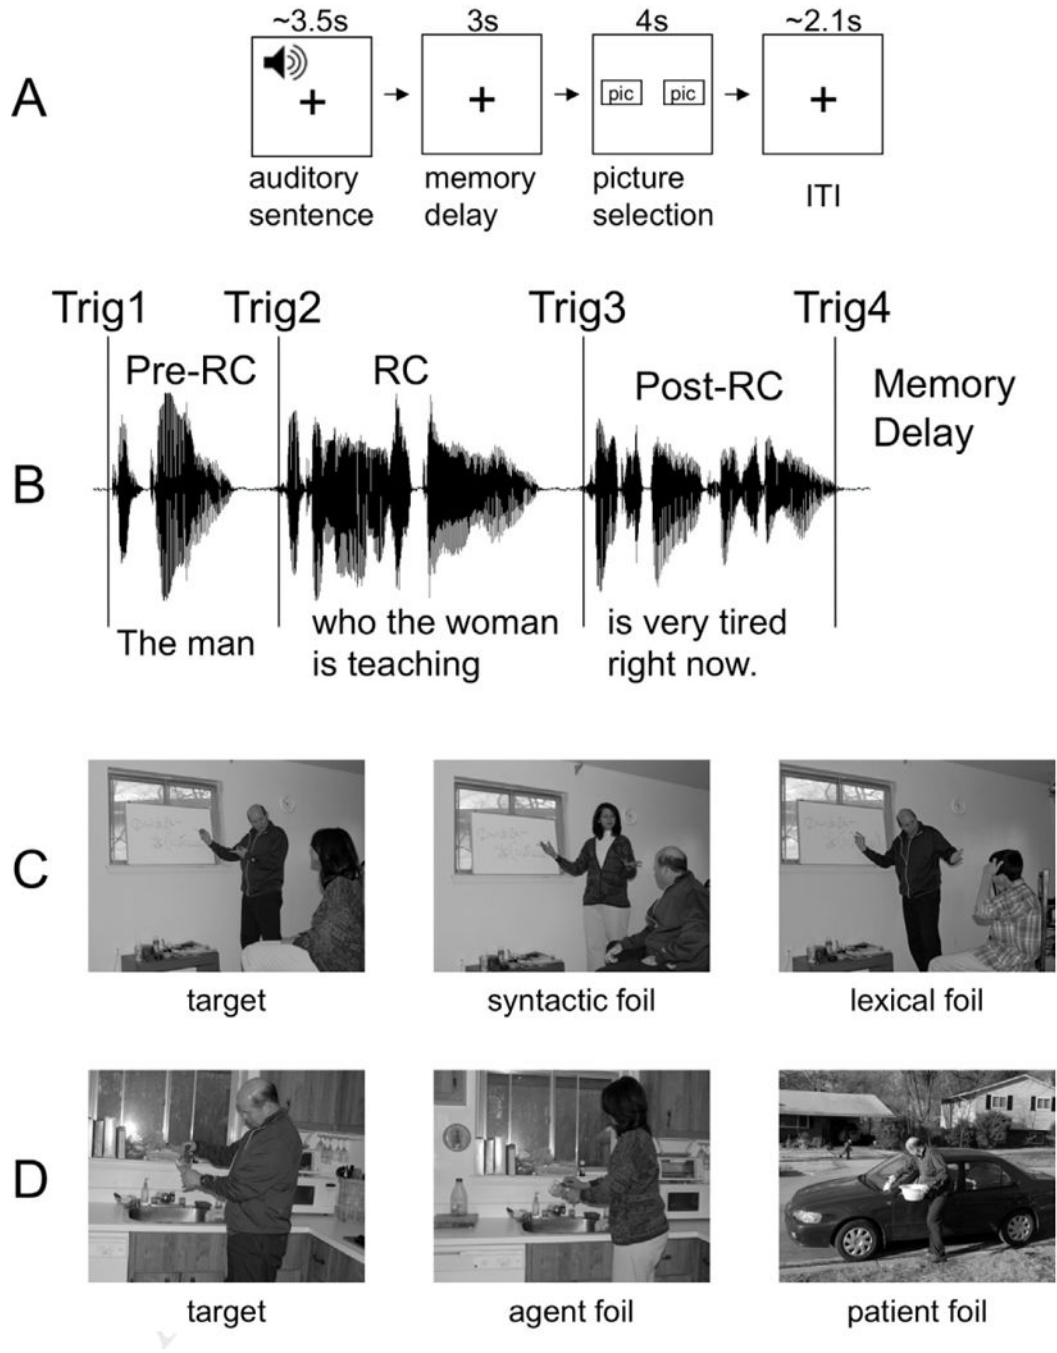 A
~3.5s
3s
4s
~2.1s
pic
pic
auditory
sentence
memory
delay
picture
selection
ITI
Trig1
Trig2
Trig3
Trig4
Pre-RC
RC
Post-RC
Memory
Delay
B
The man
who the woman
is teaching
is very tired
right now.
C
target
syntactic foil
lexical foil
D
target
agent foil
patient foil